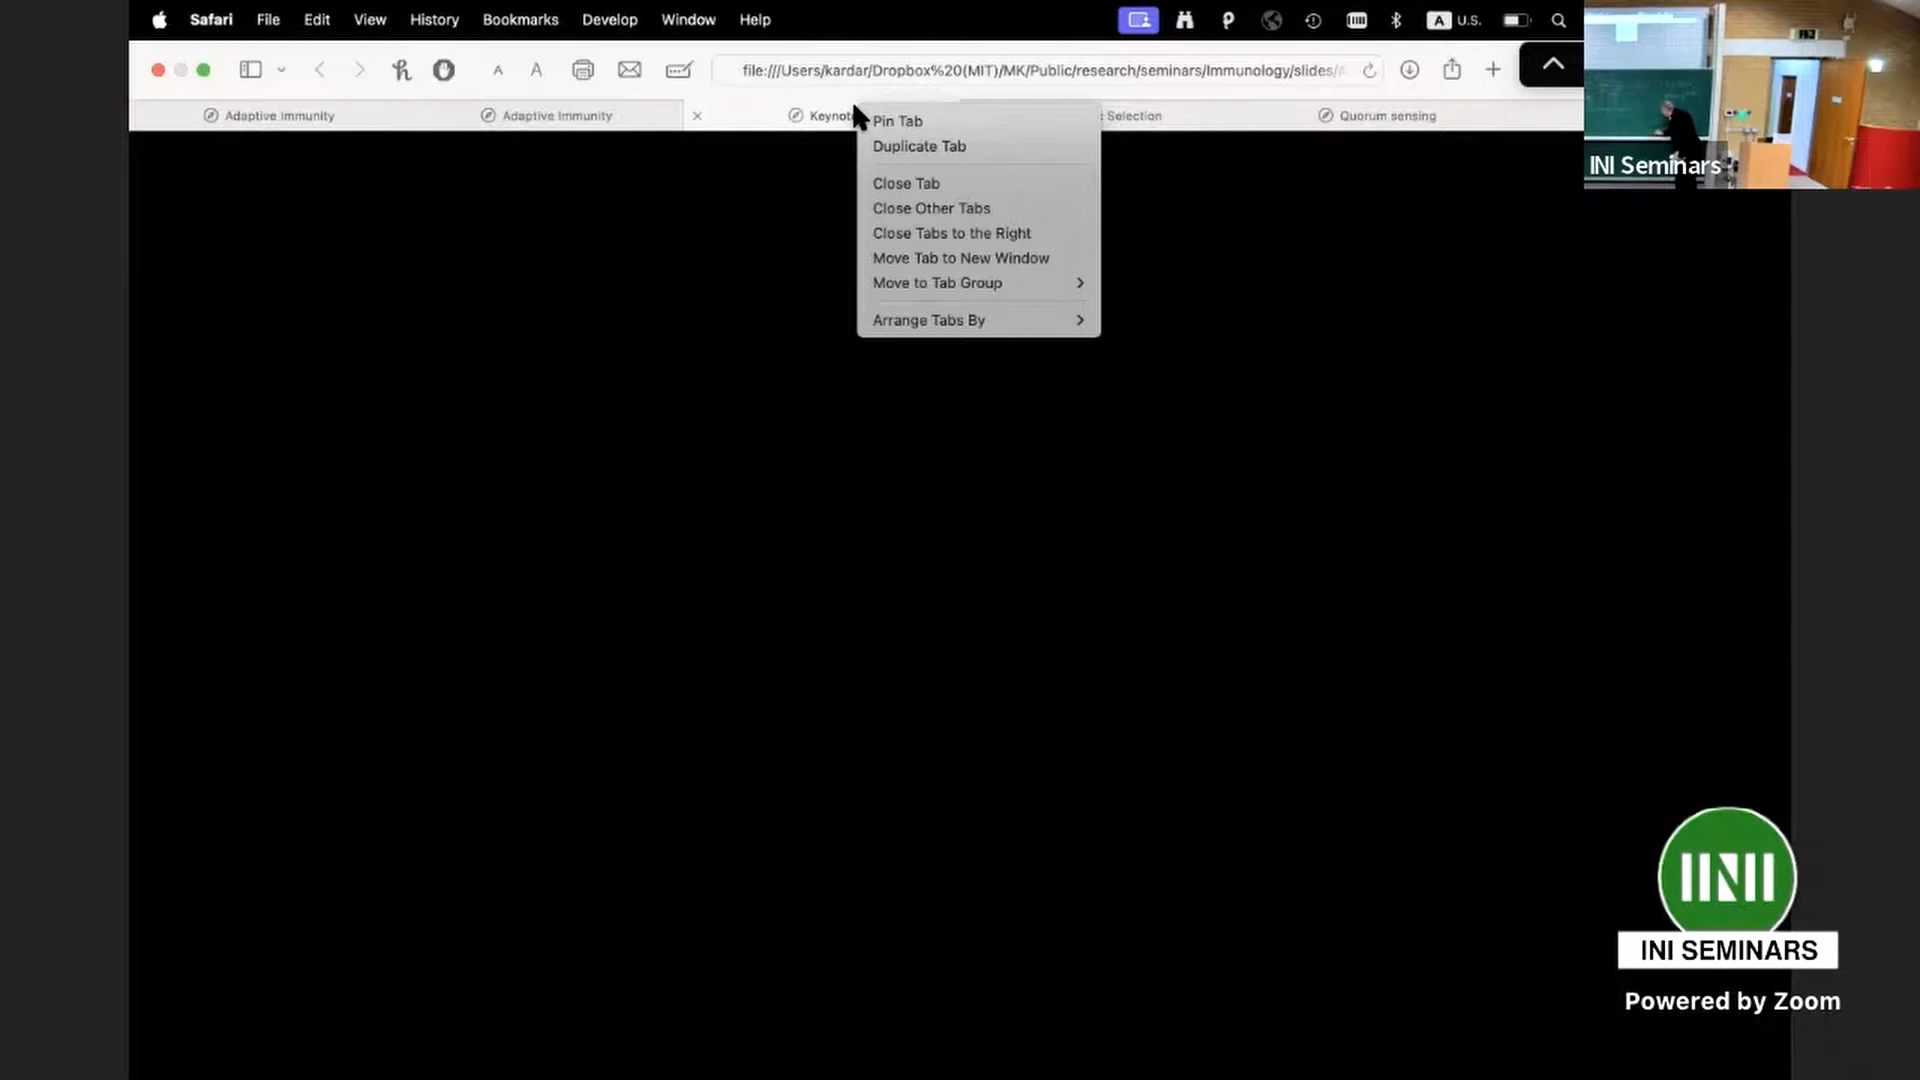 Safari File Edit View History Bookmarks Develop Window Help A U.S.
A A file:///Users/kardar/Dropbox%20(MIT)/MK/Public/research/seminars/Immunology/slides/
Adaptive Immunity Adaptive Immunity Selection Quorum sensing
Pin Tab
Duplicate Tab
Close Tab
Close Other Tabs
Close Tabs to the Right
Move Tab to New Window
Move to Tab Group
Arrange Tabs By
INI Seminars
INI
INI SEMINARS
Powered by Zoom